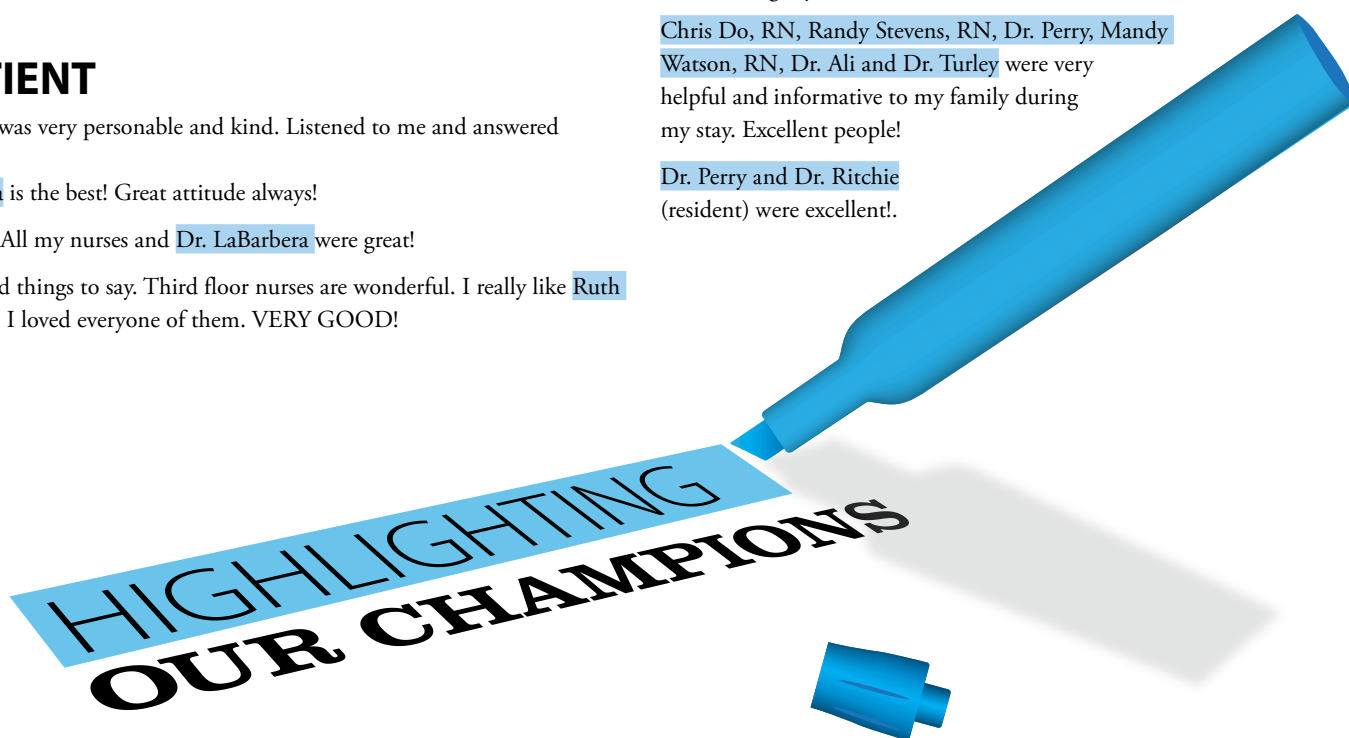 TIENT
was very personable and kind. Listened to me and answered
is the best! Great attitude always!
All my nurses and Dr. LaBarbera were great!
d things to say. Third floor nurses are wonderful. I really like Ruth
I loved everyone of them. VERY GOOD!
Chris Do, RN, Randy Stevens, RN, Dr. Perry, Mandy
Watson, RN, Dr. Ali and Dr. Turley were very
helpful and informative to my family during
my stay. Excellent people!
Dr. Perry and Dr. Ritchie
(resident) were excellent!.
HIGHLIGHTING
OUR CHAMPIONS